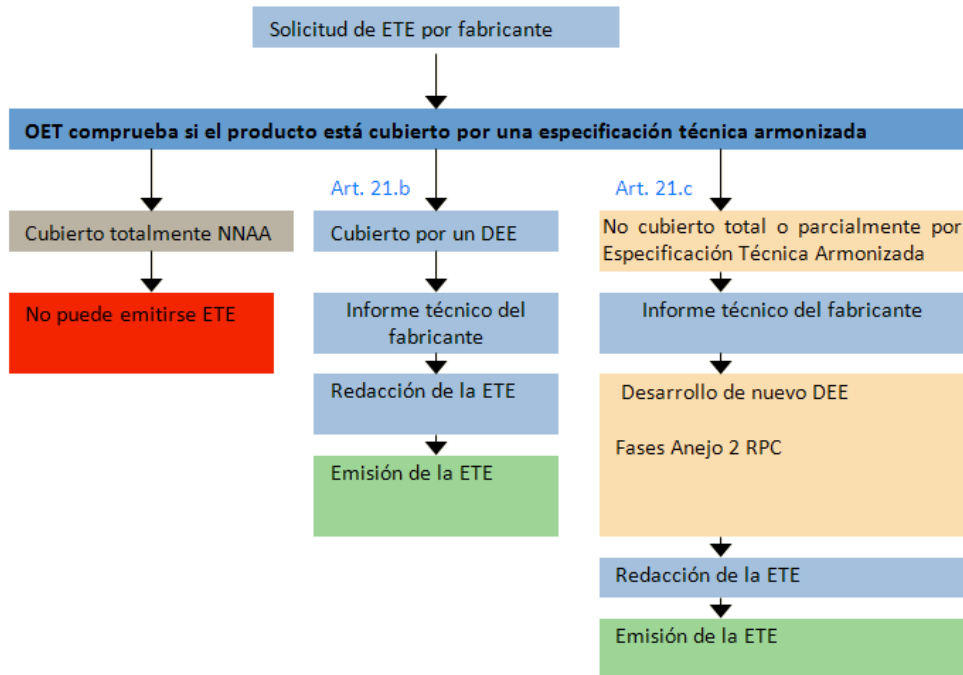 Solicitud de ETE por fabricante
OET comprueba si el producto está cubierto por una especificación técnica armonizada
Art. 21.b
Art. 21.c
Cubierto totalmente NNAA
Cubierto por un DEE
No cubierto total o parcialmente por
Especificación Técnica Armonizada
No puede emitirse ETE
Informe técnico del
fabricante
Informe técnico del fabricante
Redacción de la ETE
Desarrollo de nuevo DEE
Fases Anejo 2 RPC
Emisión de la ETE
Redacción de la ETE
Emisión de la ETE